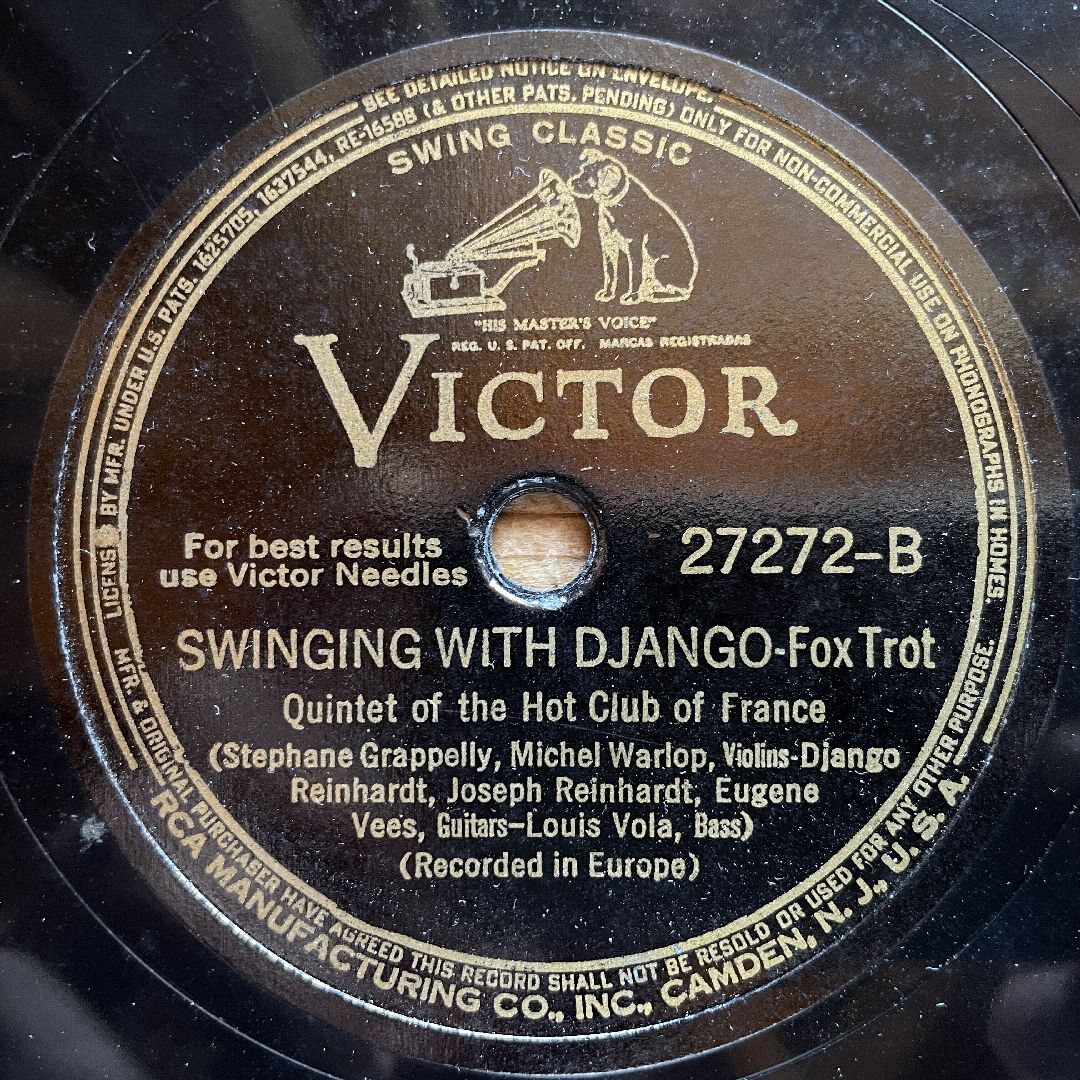 SEE DETAILED NOTICE ON ENVELOPE.
LICENSED BY MFR. UNDER U.S. PATS. 1625705, 1637544, RE-16588 (& OTHER PATS. PENDING) ONLY FOR NON-COMMERCIAL USE ON PHONOGRAPHS IN HOMES.
SWING CLASSIC
"HIS MASTER'S VOICE"
REG. U. S. PAT. OFF. MARCAS REGISTRADAS
VICTOR
For best results
use Victor Needles
27272-B
SWINGING WITH DJANGO-Fox Trot
Quintet of the Hot Club of France
(Stephane Grappelly, Michel Warlop, Violins-Django
Reinhardt, Joseph Reinhardt, Eugene
Vees, Guitars-Louis Vola, Bass)
(Recorded in Europe)
MFR. & ORIGINAL PURCHASER HAVE AGREED THIS RECORD SHALL NOT BE RESOLD OR USED FOR ANY OTHER PURPOSE.
RCA MANUFACTURING CO., INC., CAMDEN, N. J., U. S. A.